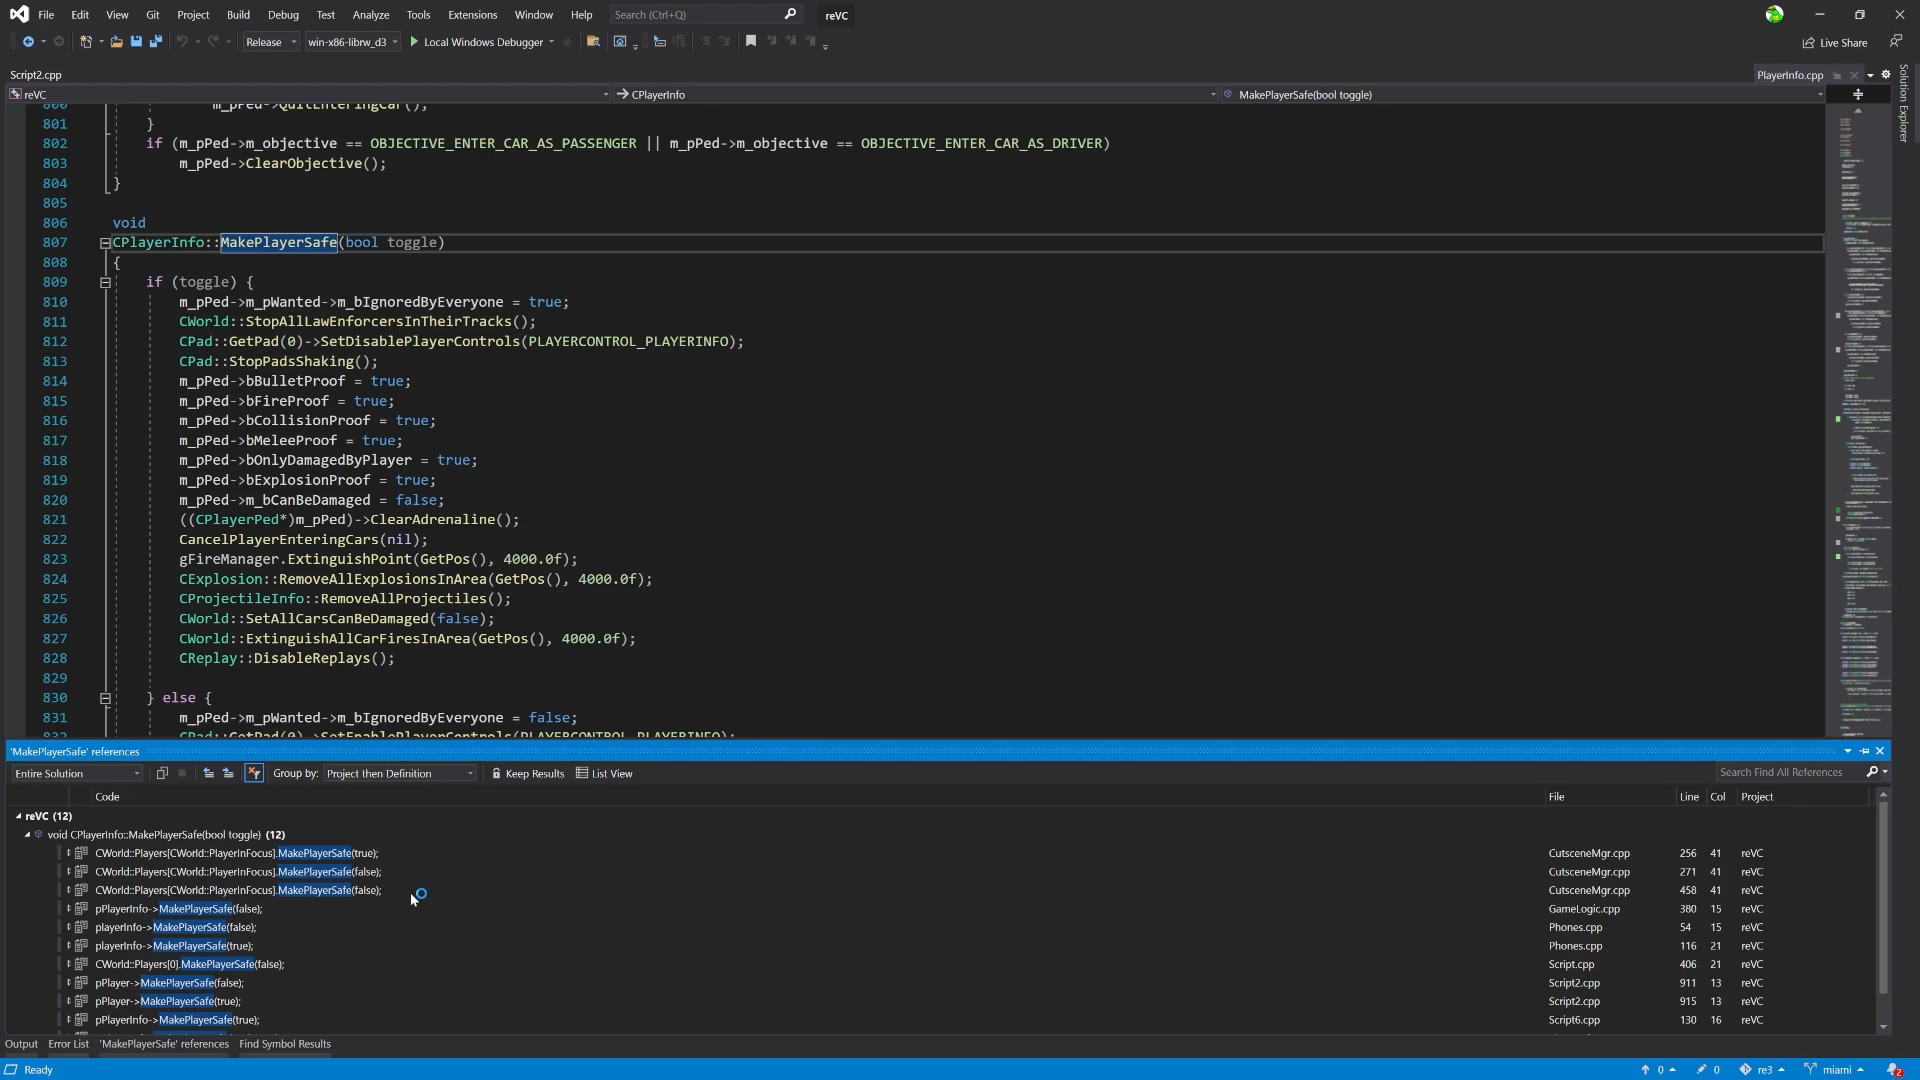 File Edit View Git Project Build Debug Test Analyze Tools Extensions Window Help Search (Ctrl+Q) reVC
Release win-x86-librw_d3 Local Windows Debugger Live Share
Script2.cpp PlayerInfo.cpp
reVC CPlayerInfo MakePlayerSafe(bool toggle)
Solution Explorer
800 m_pPed->QuitEnteringCar();
801 }
802 if (m_pPed->m_objective == OBJECTIVE_ENTER_CAR_AS_PASSENGER || m_pPed->m_objective == OBJECTIVE_ENTER_CAR_AS_DRIVER)
803 m_pPed->ClearObjective();
804 }
805
806 void
807 CPlayerInfo::MakePlayerSafe(bool toggle)
808 {
809 if (toggle) {
810 m_pPed->m_pWanted->m_bIgnoredByEveryone = true;
811 CWorld::StopAllLawEnforcersInTheirTracks();
812 CPad::GetPad(0)->SetDisablePlayerControls(PLAYERCONTROL_PLAYERINFO);
813 CPad::StopPadsShaking();
814 m_pPed->bBulletProof = true;
815 m_pPed->bFireProof = true;
816 m_pPed->bCollisionProof = true;
817 m_pPed->bMeleeProof = true;
818 m_pPed->bOnlyDamagedByPlayer = true;
819 m_pPed->bExplosionProof = true;
820 m_pPed->m_bCanBeDamaged = false;
821 ((CPlayerPed*)m_pPed)->ClearAdrenaline();
822 CancelPlayerEnteringCars(nil);
823 gFireManager.ExtinguishPoint(GetPos(), 4000.0f);
824 CExplosion::RemoveAllExplosionsInArea(GetPos(), 4000.0f);
825 CProjectileInfo::RemoveAllProjectiles();
826 CWorld::SetAllCarsCanBeDamaged(false);
827 CWorld::ExtinguishAllCarFiresInArea(GetPos(), 4000.0f);
828 CReplay::DisableReplays();
829
830 } else {
831 m_pPed->m_pWanted->m_bIgnoredByEveryone = false;
832 CPad::GetPad(0)->SetEnablePlayerControls(PLAYERCONTROL_PLAYERINFO);
'MakePlayerSafe' references
Entire Solution Group by: Project then Definition Keep Results List View Search Find All References
Code File Line Col Project
reVC (12)
void CPlayerInfo::MakePlayerSafe(bool toggle) (12)
CWorld::Players[CWorld::PlayerInFocus].MakePlayerSafe(true); CutsceneMgr.cpp 256 41 reVC
CWorld::Players[CWorld::PlayerInFocus].MakePlayerSafe(false); CutsceneMgr.cpp 271 41 reVC
CWorld::Players[CWorld::PlayerInFocus].MakePlayerSafe(false); CutsceneMgr.cpp 458 41 reVC
pPlayerInfo->MakePlayerSafe(false); GameLogic.cpp 380 15 reVC
playerInfo->MakePlayerSafe(false); Phones.cpp 54 15 reVC
playerInfo->MakePlayerSafe(true); Phones.cpp 116 21 reVC
CWorld::Players[0].MakePlayerSafe(false); Script.cpp 406 21 reVC
pPlayer->MakePlayerSafe(false); Script2.cpp 911 13 reVC
pPlayer->MakePlayerSafe(true); Script2.cpp 915 13 reVC
pPlayerInfo->MakePlayerSafe(true); Script6.cpp 130 16 reVC
Output Error List 'MakePlayerSafe' references Find Symbol Results
Ready 0 0 re3 miami 2